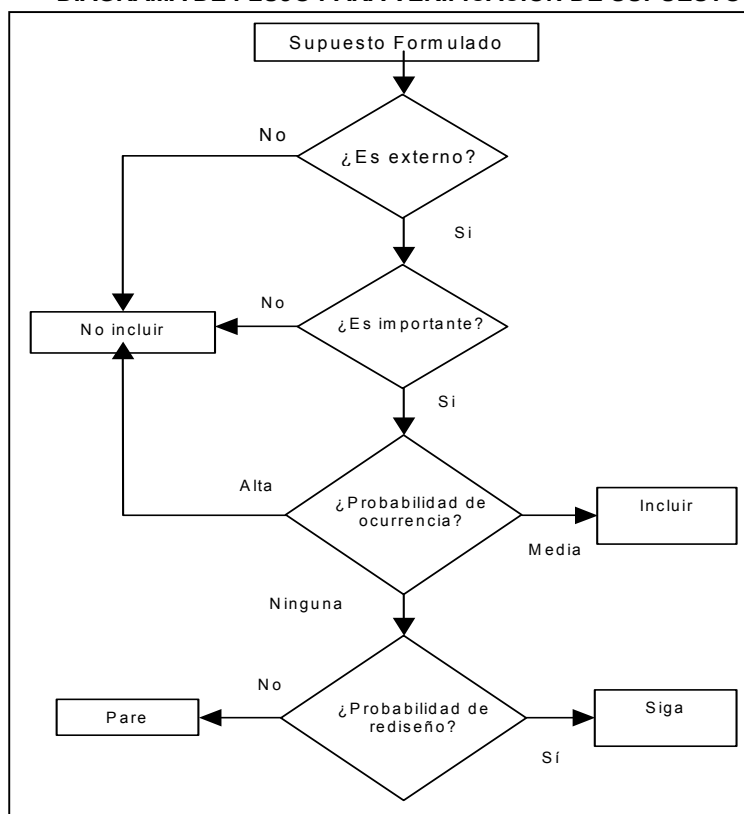 Supuesto Formulado
No
¿Es externo?
Si
No
¿Es importante?
No incluir
Si
Alta
¿Probabilidad de
ocurrencia?
Incluir
Media
Ninguna
No
¿Probabilidad de
rediseño?
Siga
Pare
Sí